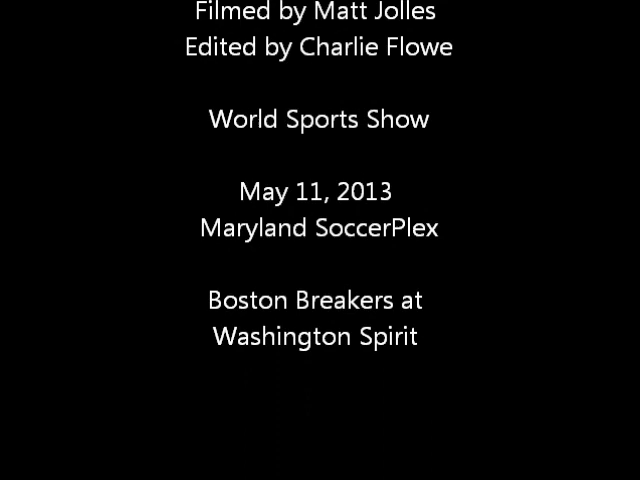 Filmed by Matt Jolles
Edited by Charlie Flowe
World Sports Show
May 11, 2013
Maryland SoccerPlex
Boston Breakers at
Washington Spirit